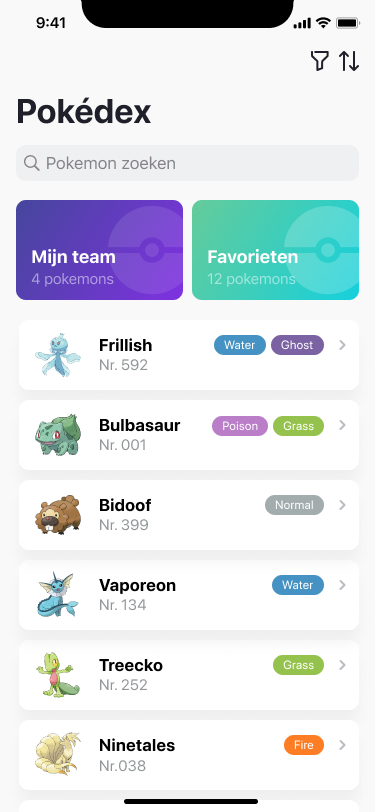 9:41
Pokédex
Pokemon zoeken
Mijn team
4 pokemons
Favorieten
12 pokemons
Frillish
Water
Ghost
Nr. 592
Bulbasaur
Poison
Grass
Nr. 001
Bidoof
Normal
Nr. 399
Vaporeon
Water
Nr. 134
Treecko
Grass
Nr. 252
Ninetales
Fire
Nr.038